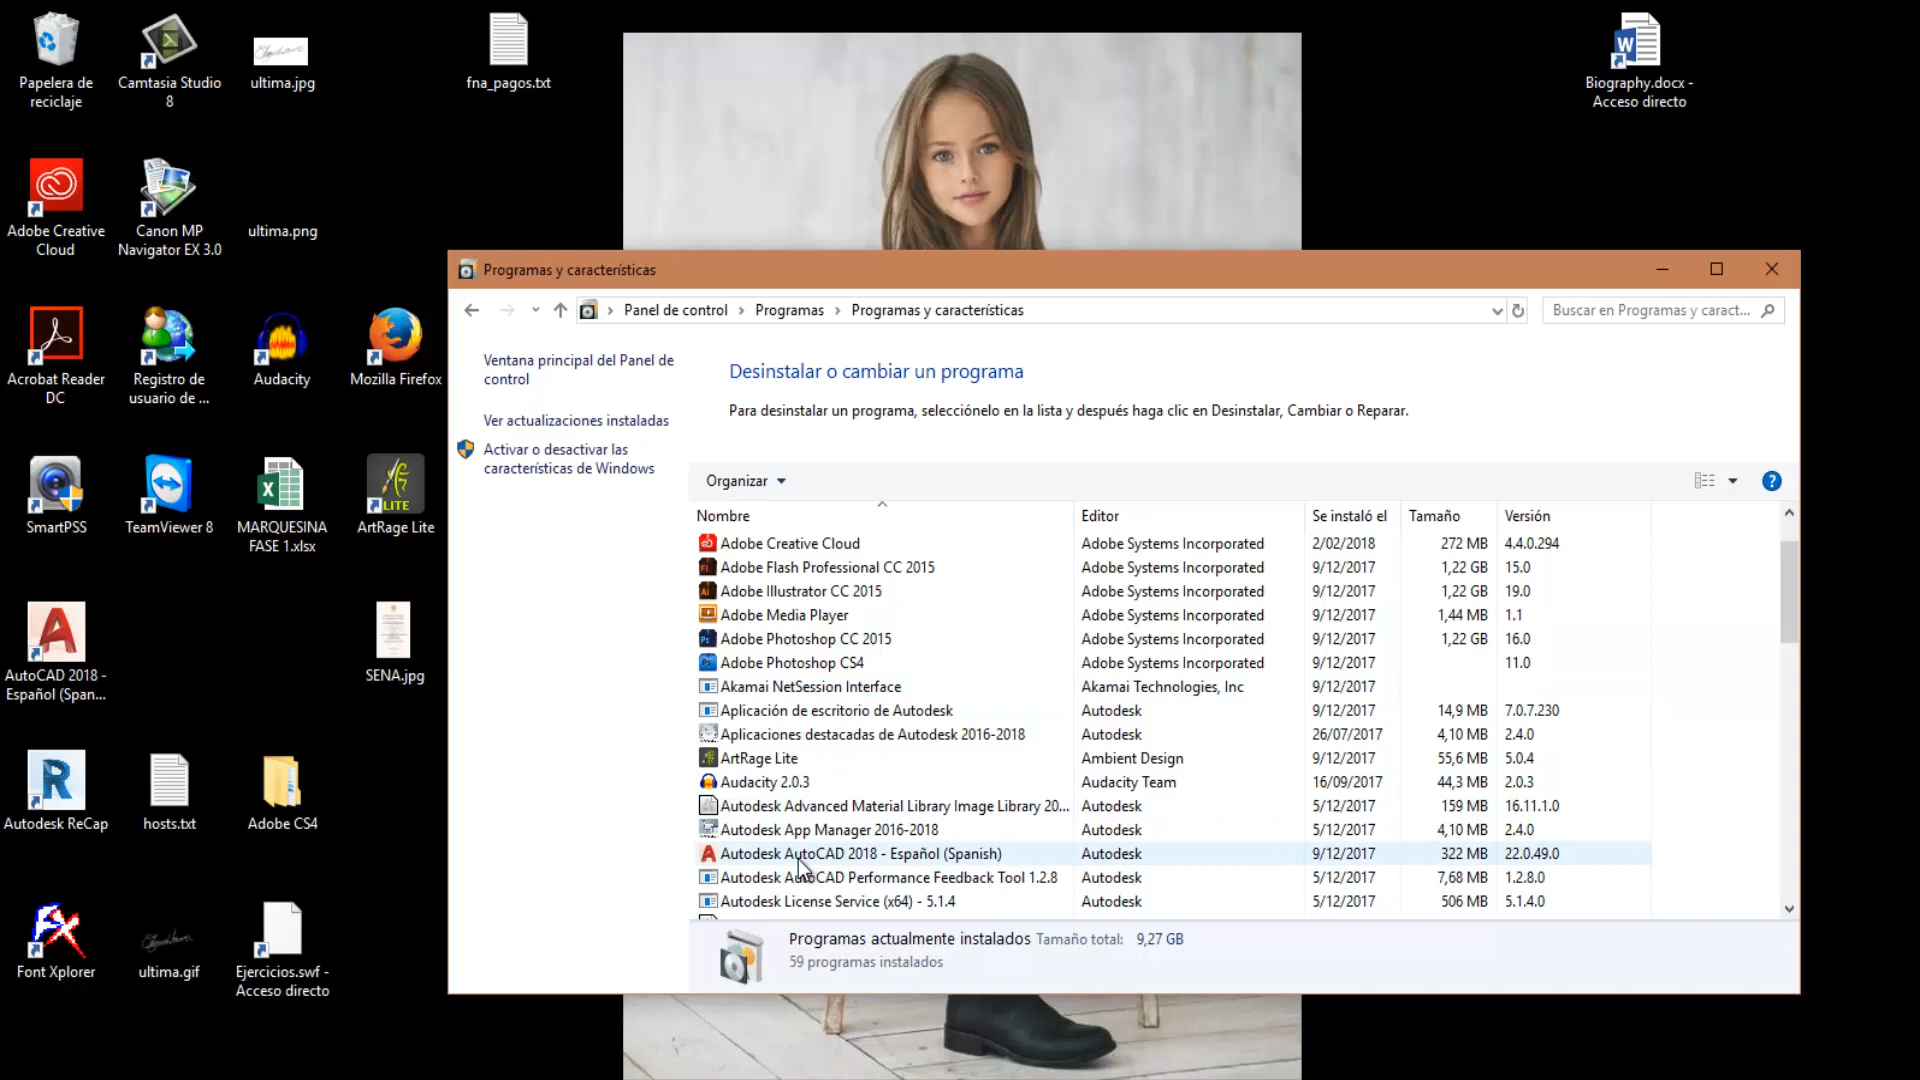 Papelera de
reciclaje
Camtasia Studio
8
ultima.jpg
fna_pagos.txt
Biography.docx -
Acceso directo
Adobe Creative
Cloud
Canon MP
Navigator EX 3.0
ultima.png
Acrobat Reader
DC
Registro de
usuario de ...
Audacity
Mozilla Firefox
SmartPSS
TeamViewer 8
MARQUESINA
FASE 1.xlsx
LITE
ArtRage Lite
AutoCAD 2018 -
Español (Span...
SENA.jpg
Autodesk ReCap
hosts.txt
Adobe CS4
Font Xplorer
ultima.gif
Ejercicios.swf -
Acceso directo
Programas y características
Panel de control > Programas > Programas y características
Buscar en Programas y caract...
Ventana principal del Panel de
control
Ver actualizaciones instaladas
Activar o desactivar las
características de Windows
Desinstalar o cambiar un programa
Para desinstalar un programa, selecciónelo en la lista y después haga clic en Desinstalar, Cambiar o Reparar.
Organizar
Nombre Editor Se instaló el Tamaño Versión
Adobe Creative Cloud Adobe Systems Incorporated 2/02/2018 272 MB 4.4.0.294
Adobe Flash Professional CC 2015 Adobe Systems Incorporated 9/12/2017 1,22 GB 15.0
Adobe Illustrator CC 2015 Adobe Systems Incorporated 9/12/2017 1,22 GB 19.0
Adobe Media Player Adobe Systems Incorporated 9/12/2017 1,44 MB 1.1
Adobe Photoshop CC 2015 Adobe Systems Incorporated 9/12/2017 1,22 GB 16.0
Adobe Photoshop CS4 Adobe Systems Incorporated 9/12/2017 11.0
Akamai NetSession Interface Akamai Technologies, Inc 9/12/2017
Aplicación de escritorio de Autodesk Autodesk 9/12/2017 14,9 MB 7.0.7.230
Aplicaciones destacadas de Autodesk 2016-2018 Autodesk 26/07/2017 4,10 MB 2.4.0
ArtRage Lite Ambient Design 9/12/2017 55,6 MB 5.0.4
Audacity 2.0.3 Audacity Team 16/09/2017 44,3 MB 2.0.3
Autodesk Advanced Material Library Image Library 20... Autodesk 5/12/2017 159 MB 16.11.1.0
Autodesk App Manager 2016-2018 Autodesk 5/12/2017 4,10 MB 2.4.0
Autodesk AutoCAD 2018 - Español (Spanish) Autodesk 9/12/2017 322 MB 22.0.49.0
Autodesk AutoCAD Performance Feedback Tool 1.2.8 Autodesk 5/12/2017 7,68 MB 1.2.8.0
Autodesk License Service (x64) - 5.1.4 Autodesk 5/12/2017 506 MB 5.1.4.0
Programas actualmente instalados Tamaño total: 9,27 GB
59 programas instalados